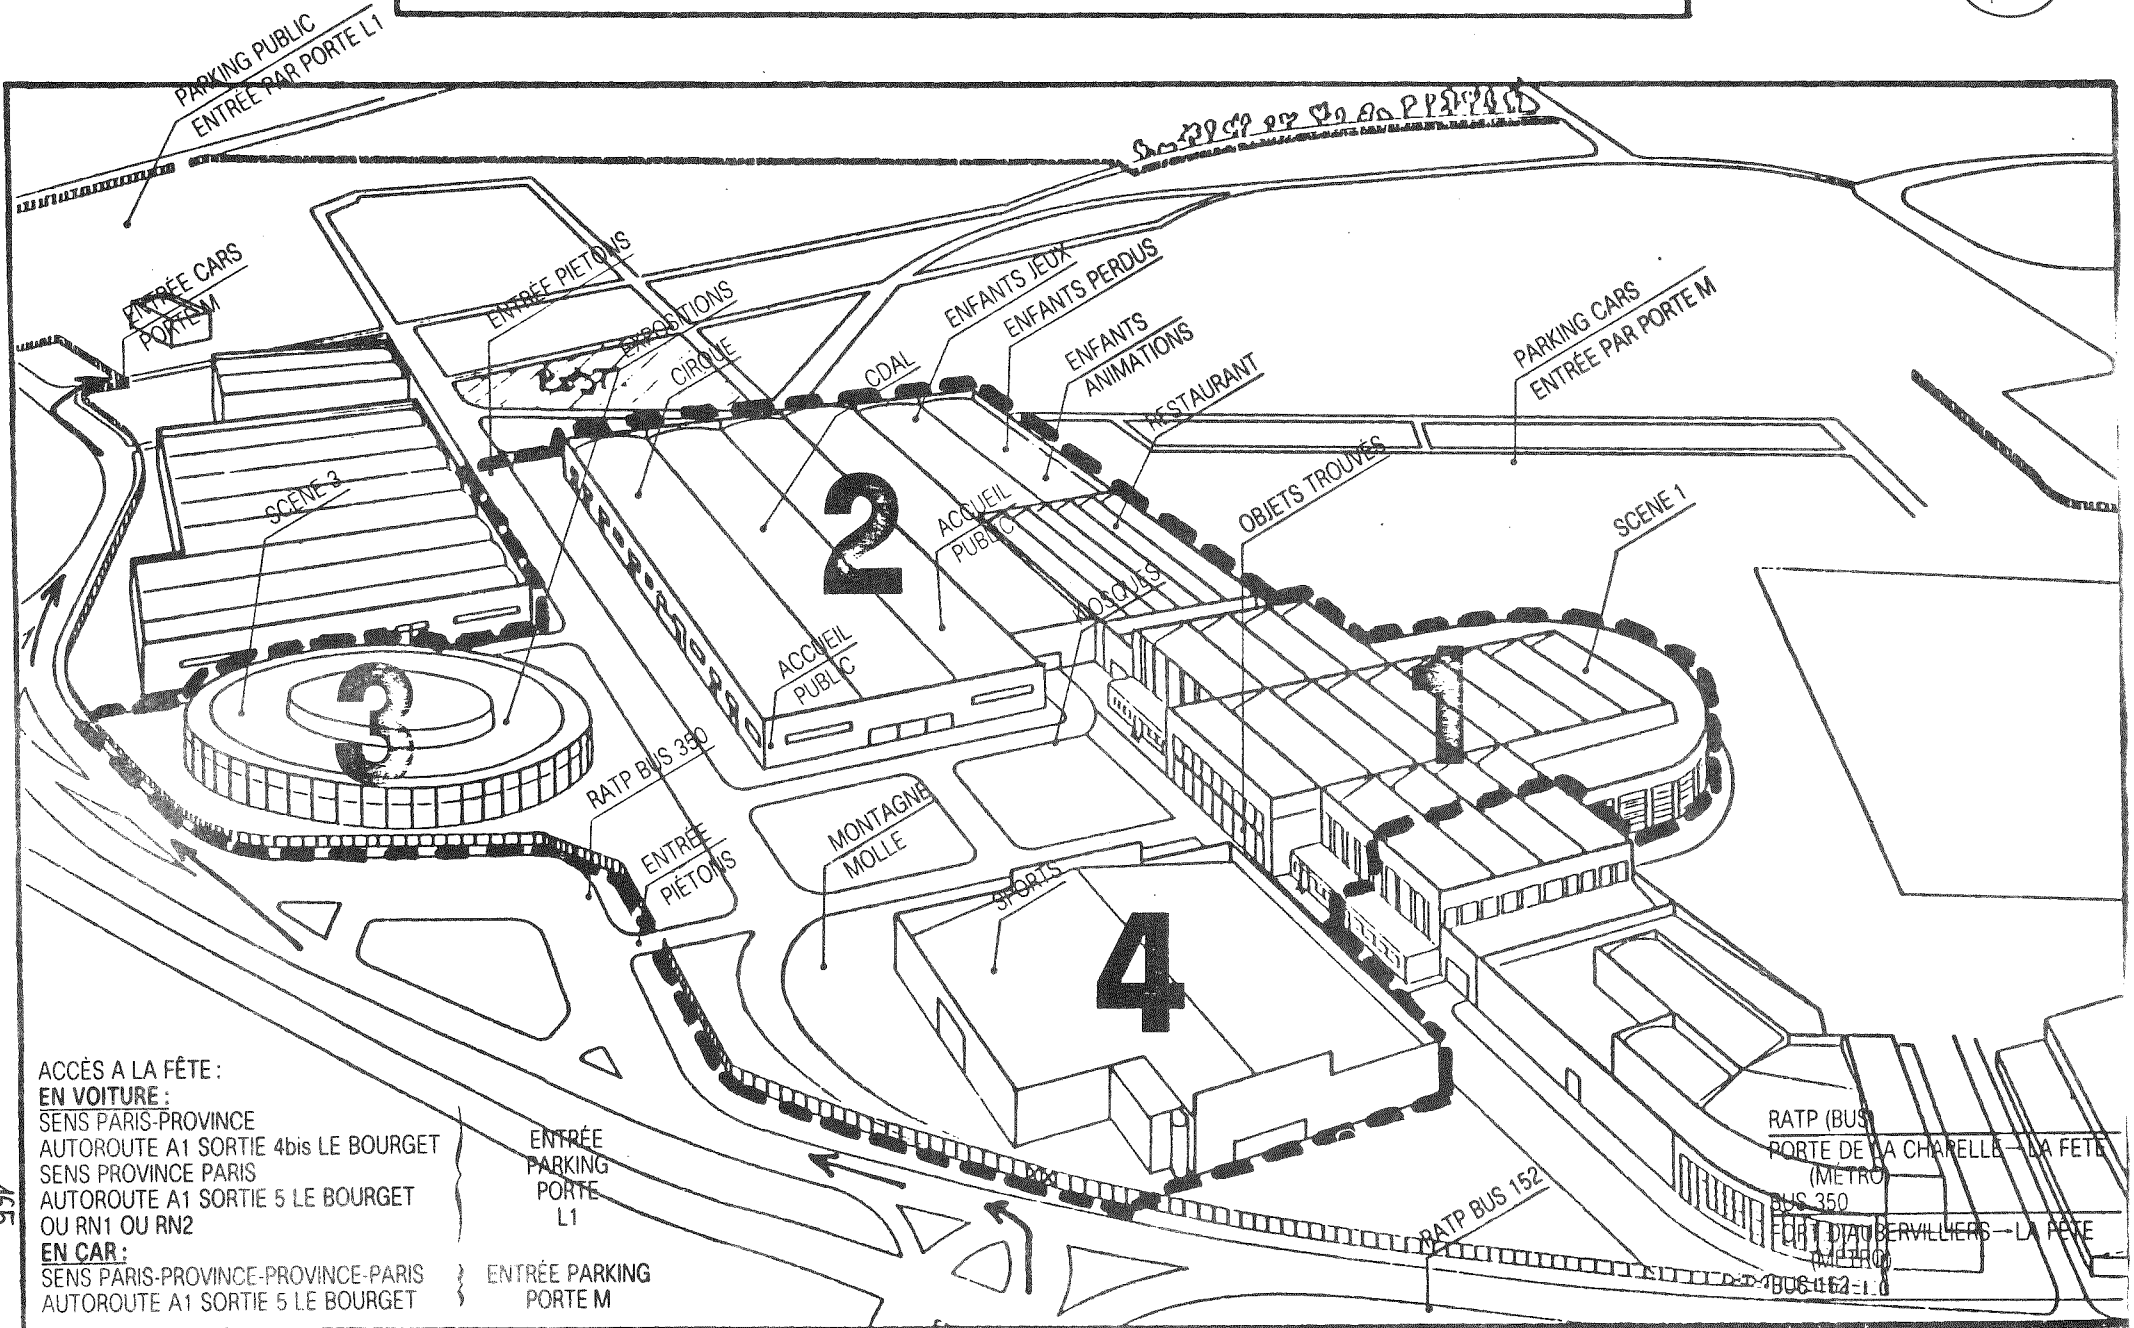 PARKING PUBLIC
ENTRÉE PAR PORTE L1
ENTRÉE CARS
PORTE M
ENTRÉE PIETONS
EXPOSITIONS
CIRQUE
CDAL
ENFANTS JEUX
ENFANTS PERDUS
ENFANTS
ANIMATIONS
RESTAURANT
PARKING CARS
ENTRÉE PAR PORTE M
OBJETS TROUVÉS
SCENE 1
SCÈNE 3
2
ACCUEIL
PUBLIC
KIOSQUES
ACCUEIL
PUBLIC
1
3
RATP BUS 350
ENTRÉE
PIÉTONS
MONTAGNE
MOLLE
SPORTS
4
ACCÈS A LA FÊTE :
EN VOITURE :
SENS PARIS-PROVINCE
AUTOROUTE A1 SORTIE 4bis LE BOURGET
SENS PROVINCE PARIS
AUTOROUTE A1 SORTIE 5 LE BOURGET
OU RN1 OU RN2
ENTRÉE
PARKING
PORTE
L1
EN CAR :
SENS PARIS-PROVINCE-PROVINCE-PARIS
AUTOROUTE A1 SORTIE 5 LE BOURGET
ENTRÉE PARKING
PORTE M
RATP BUS 152
RATP (BUS)
PORTE DE LA CHAPELLE→LA FETE
(METRO)
BUS 350
FORT D'AUBERVILLIERS→LA FÊTE
(METRO)
BUS 152